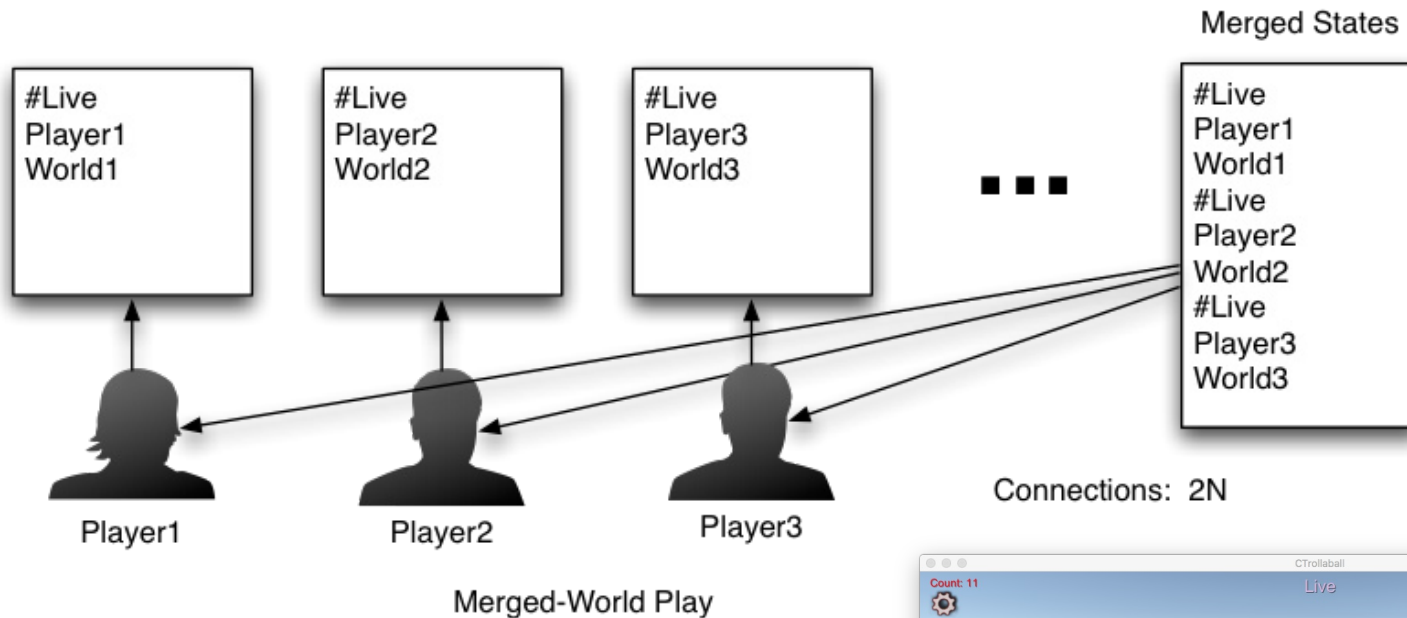 Merged States
#Live
Player1
World1
#Live
Player2
World2
#Live
Player3
World3
#Live
Player1
World1
#Live
Player2
World2
#Live
Player3
World3
Player1
Player2
Player3
Connections: 2N
Merged-World Play
CTrollaball
Count: 11
Live